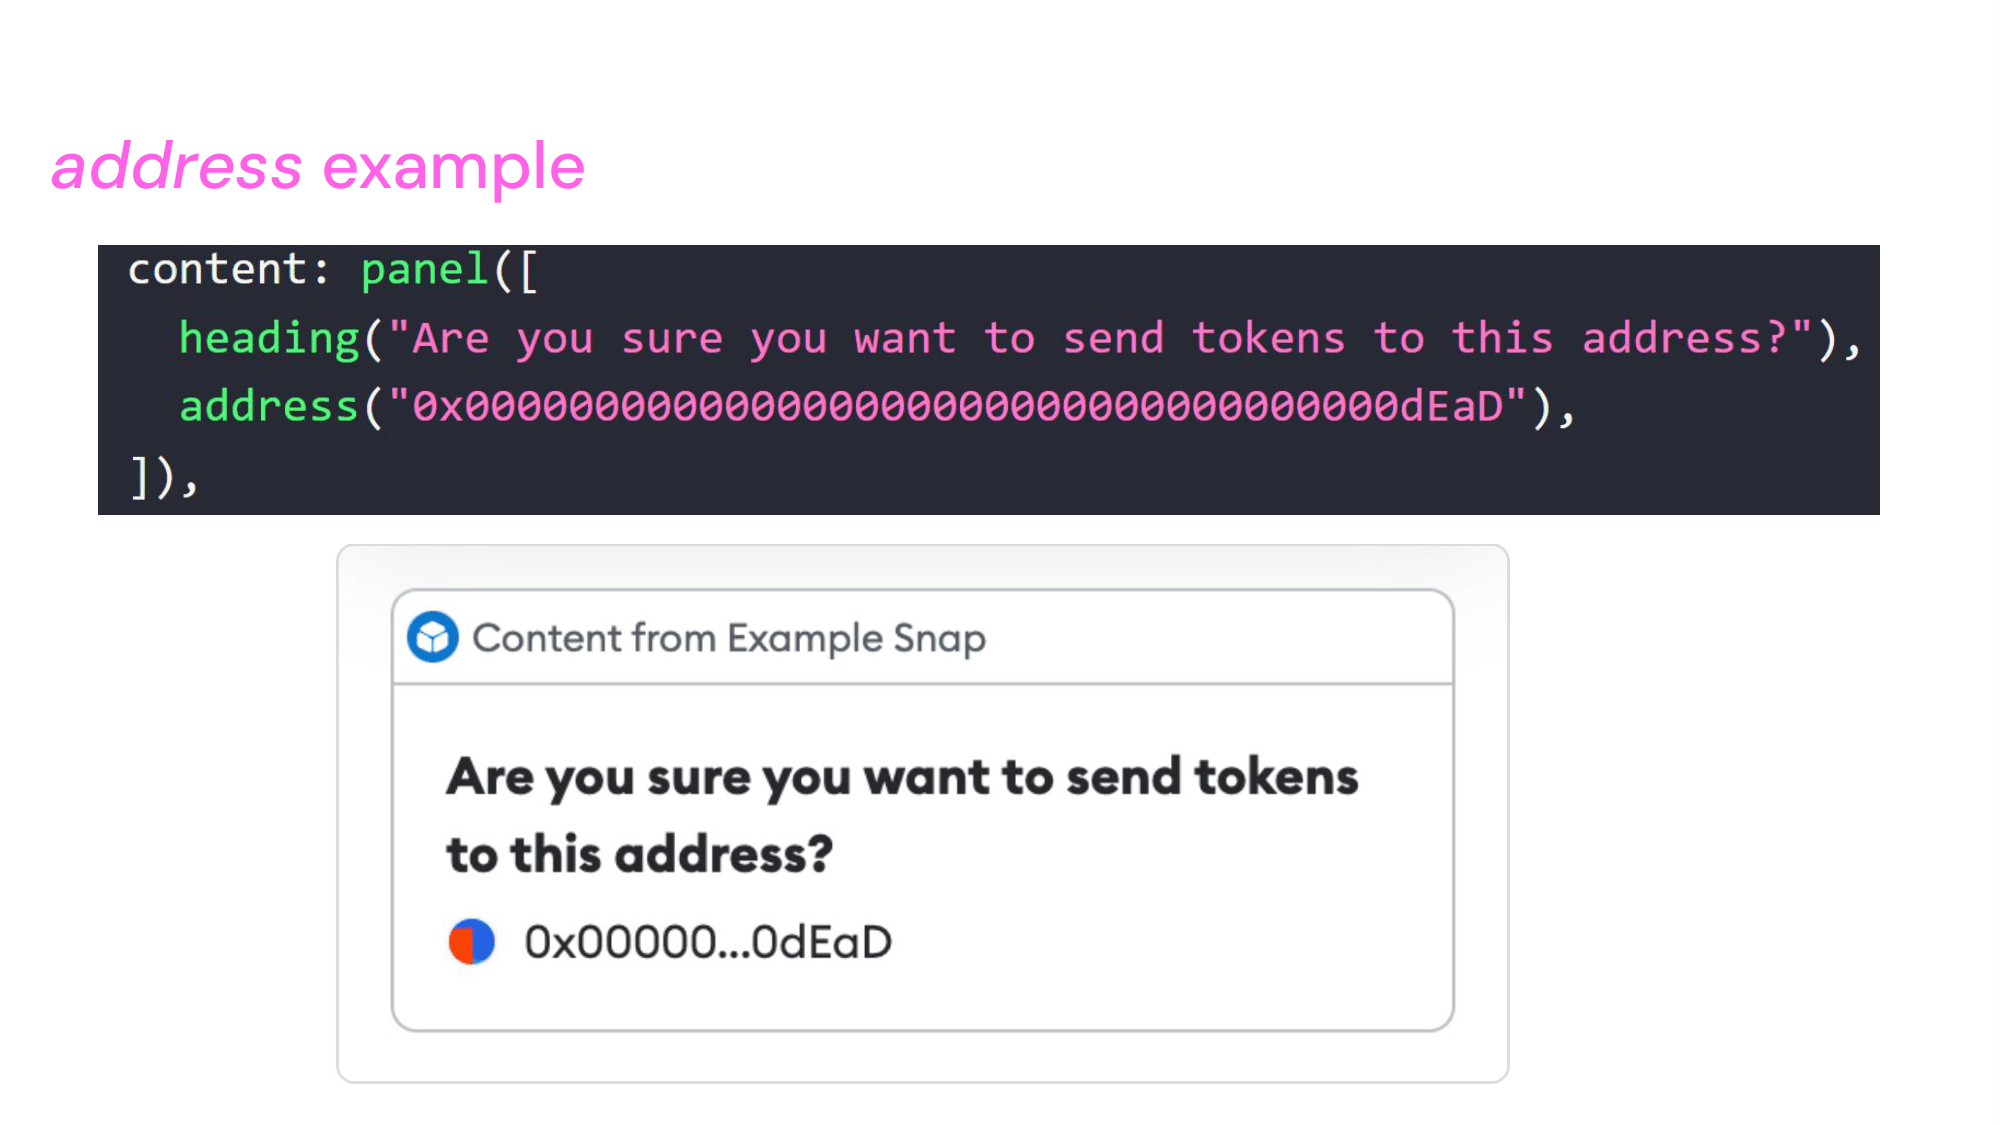 address example
content: panel([
heading("Are you sure you want to send tokens to this address?"),
address("0x000000000000000000000000000000000000dEaD"),
]),
Content from Example Snap
Are you sure you want to send tokens
to this address?
0x00000...0dEaD